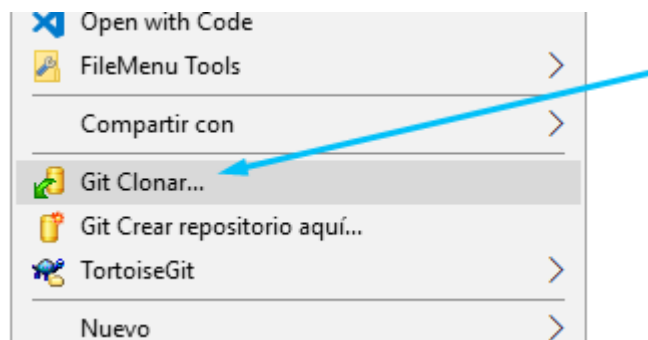 Open with Code
FileMenu Tools
Compartir con
Git Clonar...
Git Crear repositorio aquí...
TortoiseGit
Nuevo